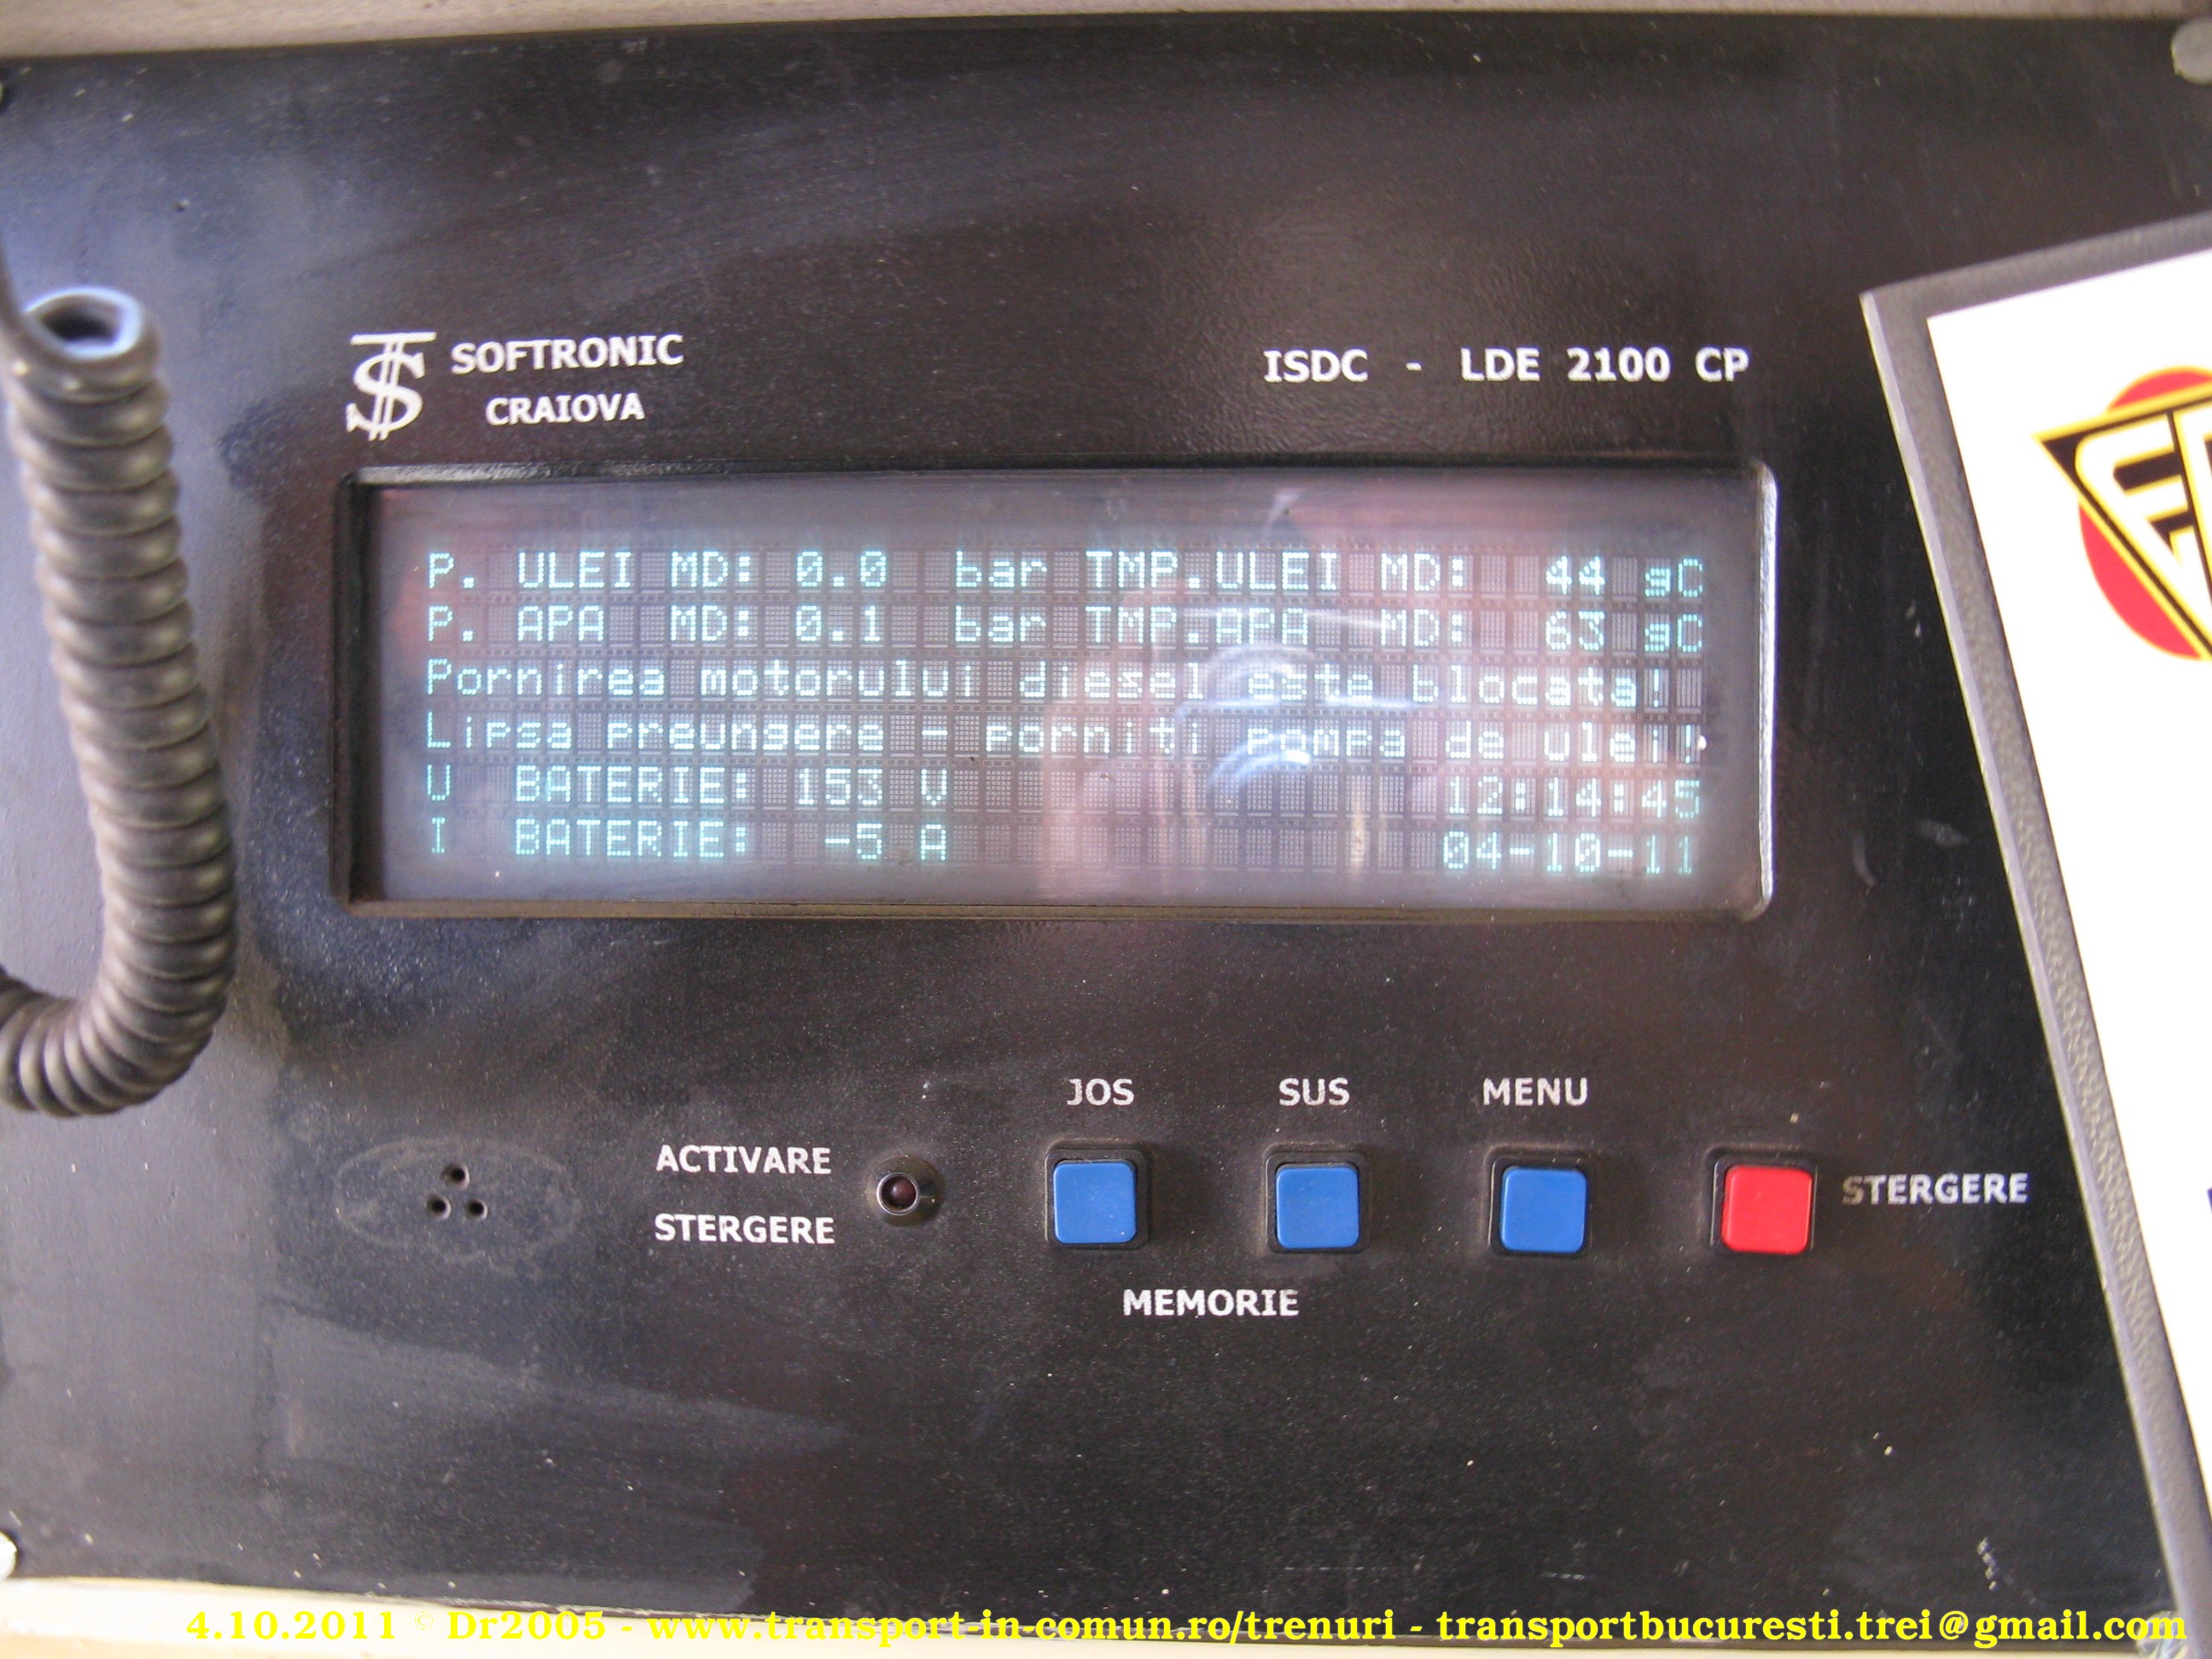 SOFTRONIC
CRAIOVA
ISDC - LDE 2100 CP
P. ULEI MD: 0.0 bar TMP.ULEI MD: 44 gC
P. APA MD: 0.1 bar TMP.APA MD: 63 gC
Pornirea motorului diesel este blocata!
Lipsa preungere - porniti pompa de ulei!
U BATERIE: 153 V 12:14:45
I BATERIE: -5 A 04-10-11
JOS SUS MENU
ACTIVARE
STERGERE
STERGERE
MEMORIE
4.10.2011 © Dr2005 - www.transport-in-comun.ro/trenuri - transportbucuresti.trei@gmail.com